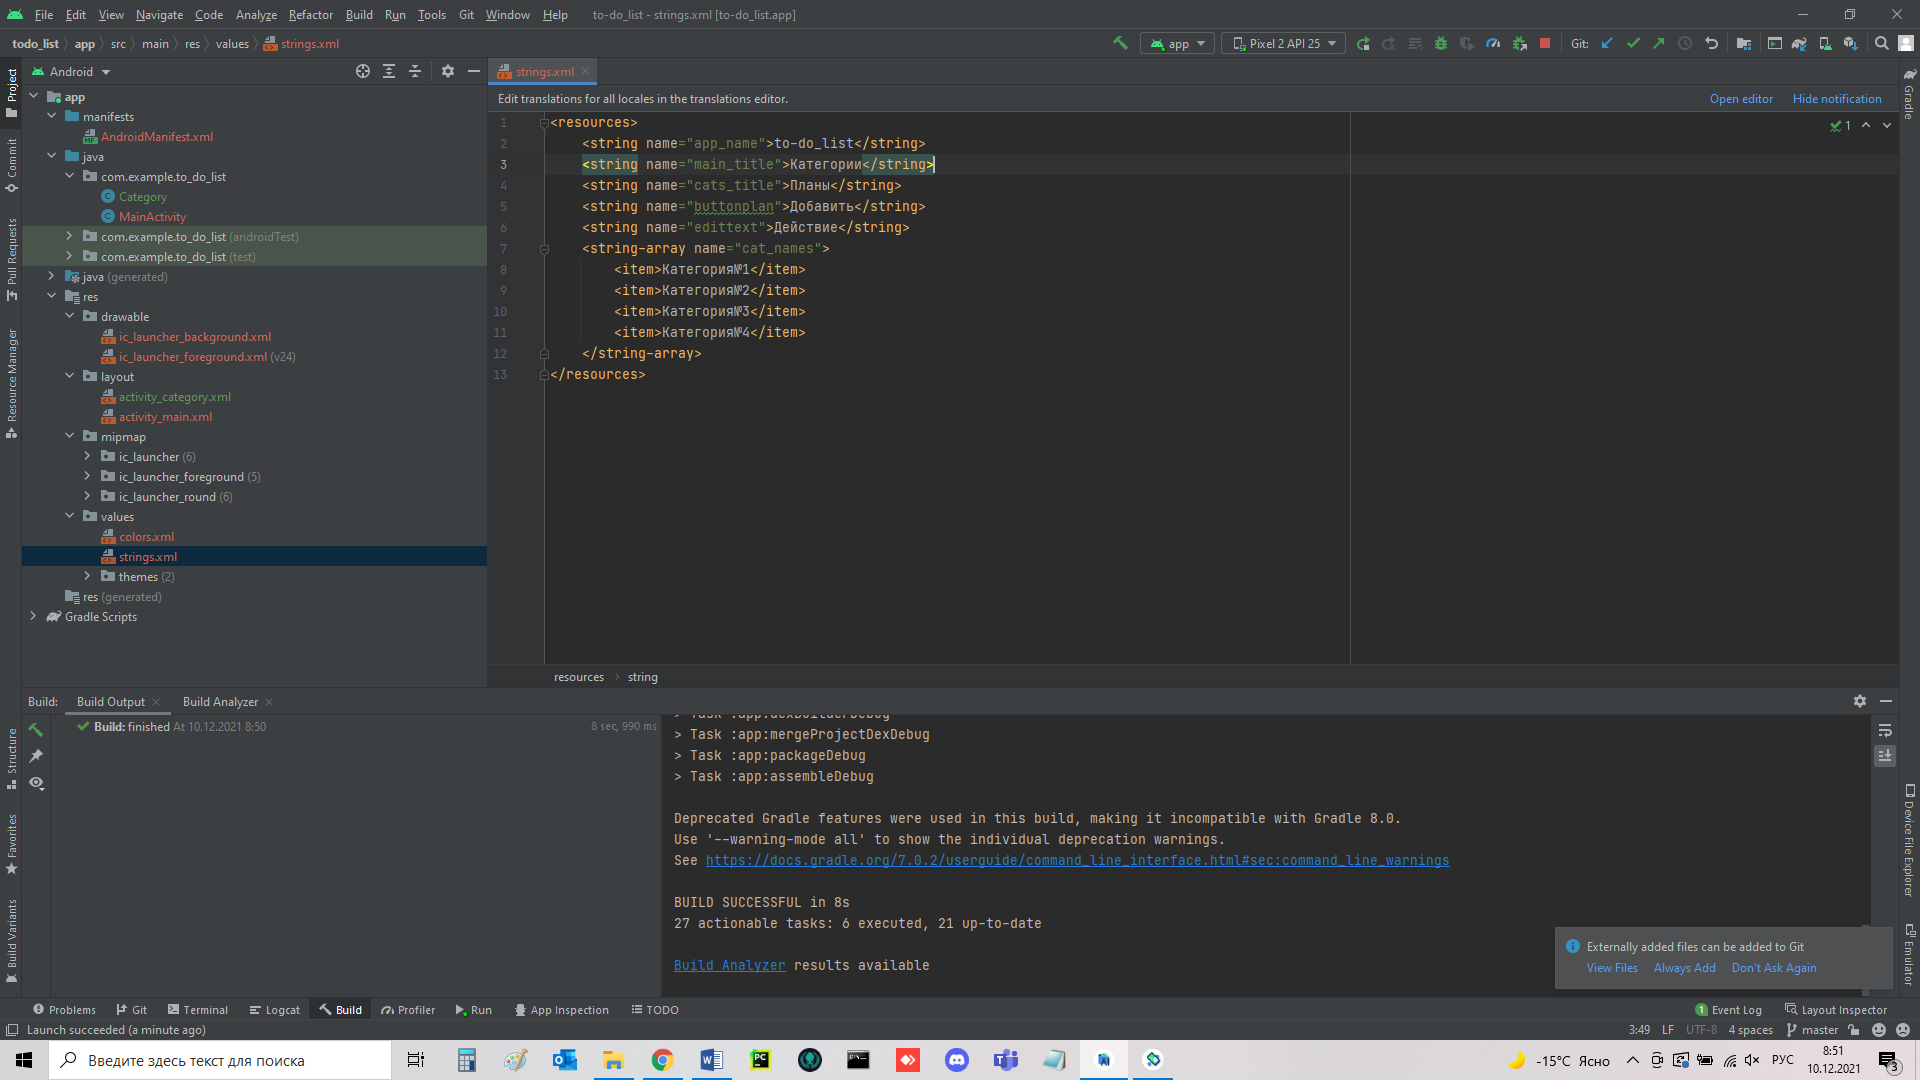 File Edit View Navigate Code Analyze Refactor Build Run Tools Git Window Help to-do_list - strings.xml [to-do_list.app]
todo_list app src main res values strings.xml
app Pixel 2 API 25 Git:
Android
strings.xml
Edit translations for all locales in the translations editor. Open editor Hide notification
Project
Commit
Pull Requests
Resource Manager
Structure
Favorites
Build Variants
app
manifests
AndroidManifest.xml
java
com.example.to_do_list
Category
MainActivity
com.example.to_do_list (androidTest)
com.example.to_do_list (test)
java (generated)
res
drawable
ic_launcher_background.xml
ic_launcher_foreground.xml (v24)
layout
activity_category.xml
activity_main.xml
mipmap
ic_launcher (6)
ic_launcher_foreground (5)
ic_launcher_round (6)
values
colors.xml
strings.xml
themes (2)
res (generated)
Gradle Scripts
1 <resources>
2 <string name="app_name">to-do_list</string>
3 <string name="main_title">Категории</string>
4 <string name="cats_title">Планы</string>
5 <string name="buttonplan">Добавить</string>
6 <string name="edittext">Действие</string>
7 <string-array name="cat_names">
8 <item>Категория№1</item>
9 <item>Категория№2</item>
10 <item>Категория№3</item>
11 <item>Категория№4</item>
12 </string-array>
13 </resources>
1
Gradle
Device File Explorer
Emulator
resources string
Build: Build Output Build Analyzer
Build: finished At 10.12.2021 8:50 8 sec, 990 ms
> Task :app:dexBuilderDebug
> Task :app:mergeProjectDexDebug
> Task :app:packageDebug
> Task :app:assembleDebug
Deprecated Gradle features were used in this build, making it incompatible with Gradle 8.0.
Use '--warning-mode all' to show the individual deprecation warnings.
See https://docs.gradle.org/7.0.2/userguide/command_line_interface.html#sec:command_line_warnings
BUILD SUCCESSFUL in 8s
27 actionable tasks: 6 executed, 21 up-to-date
Build Analyzer results available
Externally added files can be added to Git
View Files Always Add Don't Ask Again
Problems Git Terminal Logcat Build Profiler Run App Inspection TODO 1 Event Log Layout Inspector
Launch succeeded (a minute ago) 3:49 LF UTF-8 4 spaces master
Введите здесь текст для поиска
-15°C Ясно РУС
8:51
10.12.2021
3